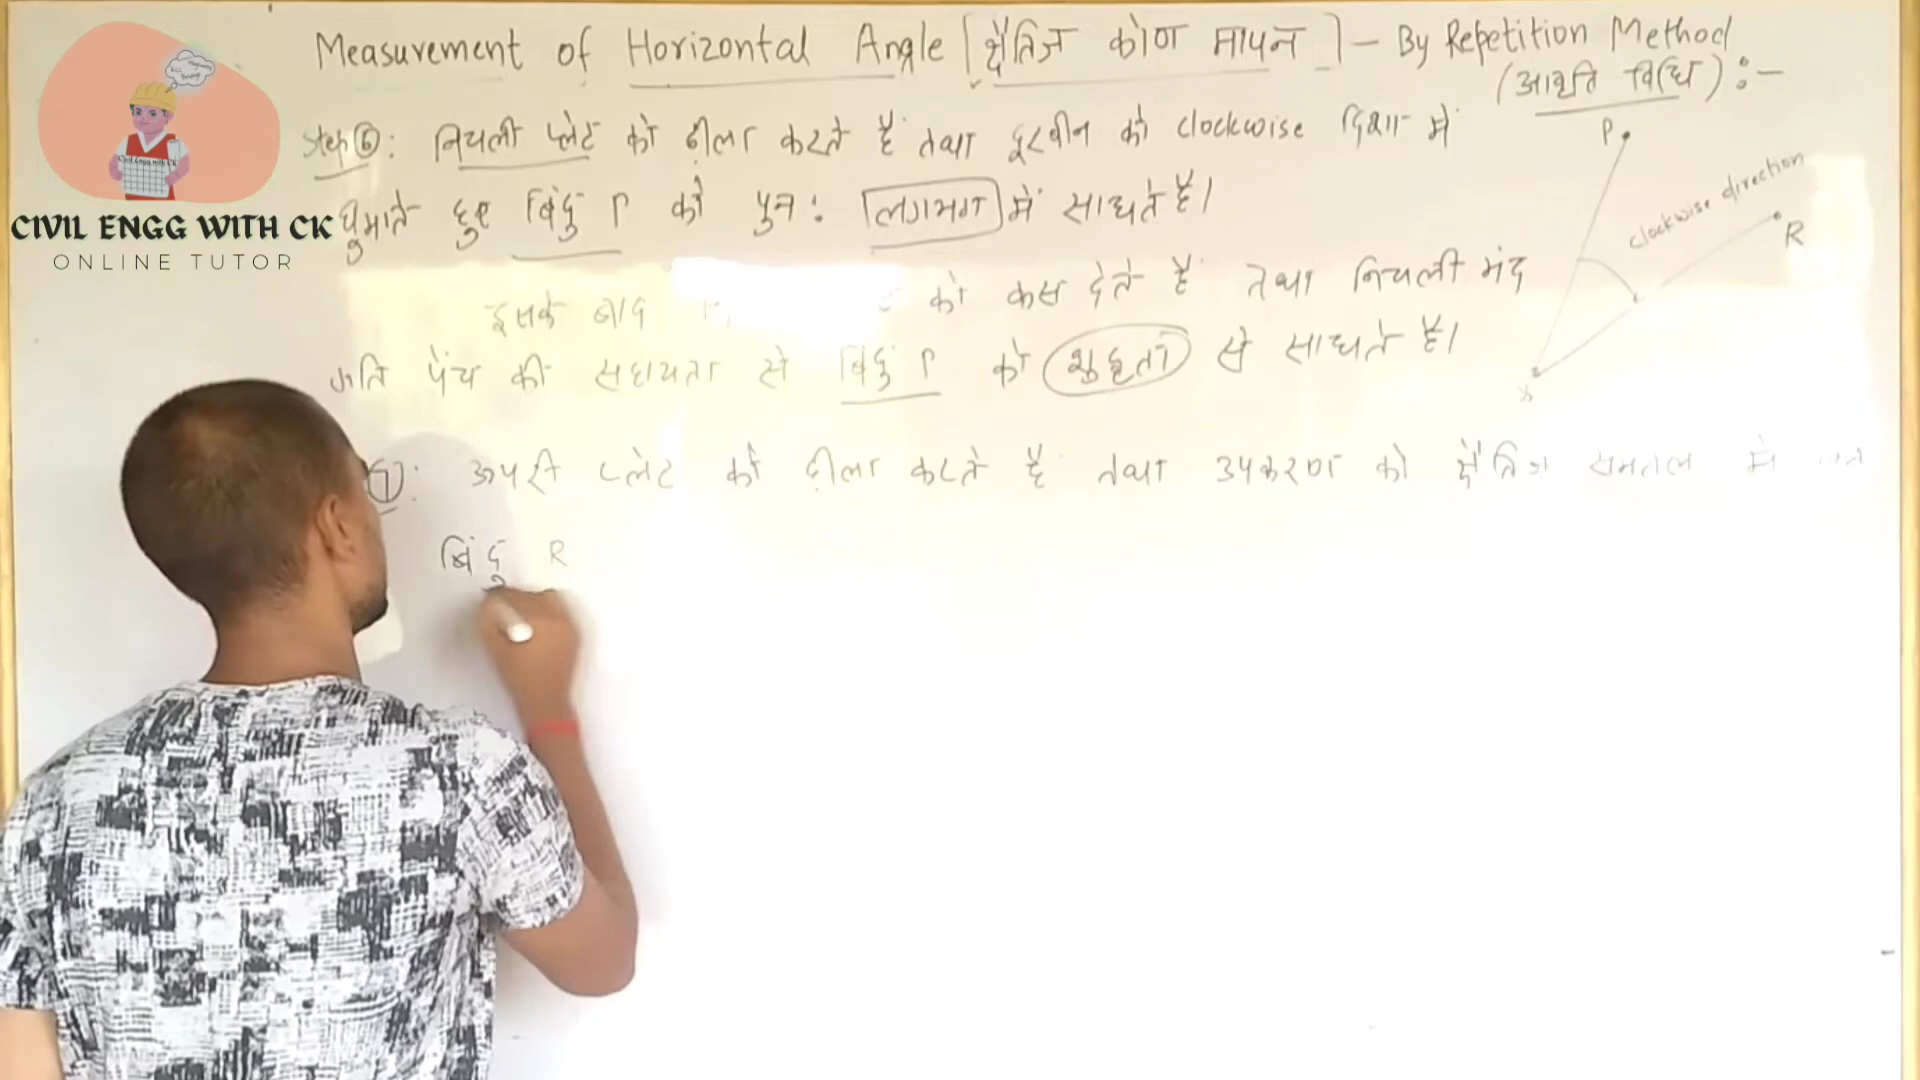 Measurement of Horizontal Angle [क्षैतिज कोण मापन] — By Repetition Method
(आवृति विधि) :—
Step ⑥: निचली प्लेट को ढीला करते हैं तथा दूरबीन को clockwise दिशा में
घुमाते हुए बिंदु P को पुन: लगभग में साधते हैं।
इसके बाद को कस देते हैं तथा निचली मंद
गति पेंच की सहायता से बिंदु P को शुद्धता से साधते हैं।
⑦: ऊपरी प्लेट को ढीला करते हैं तथा उपकरण को क्षैतिज समतल में
बिंदु R
P
clockwise direction
R
CIVIL ENGG WITH CK
ONLINE TUTOR